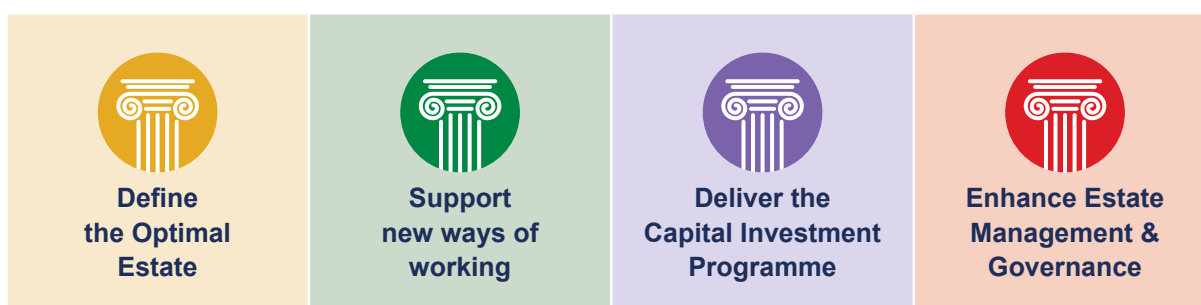 Define
the Optimal
Estate
Support
new ways of
working
Deliver the
Capital Investment
Programme
Enhance Estate
Management &
Governance